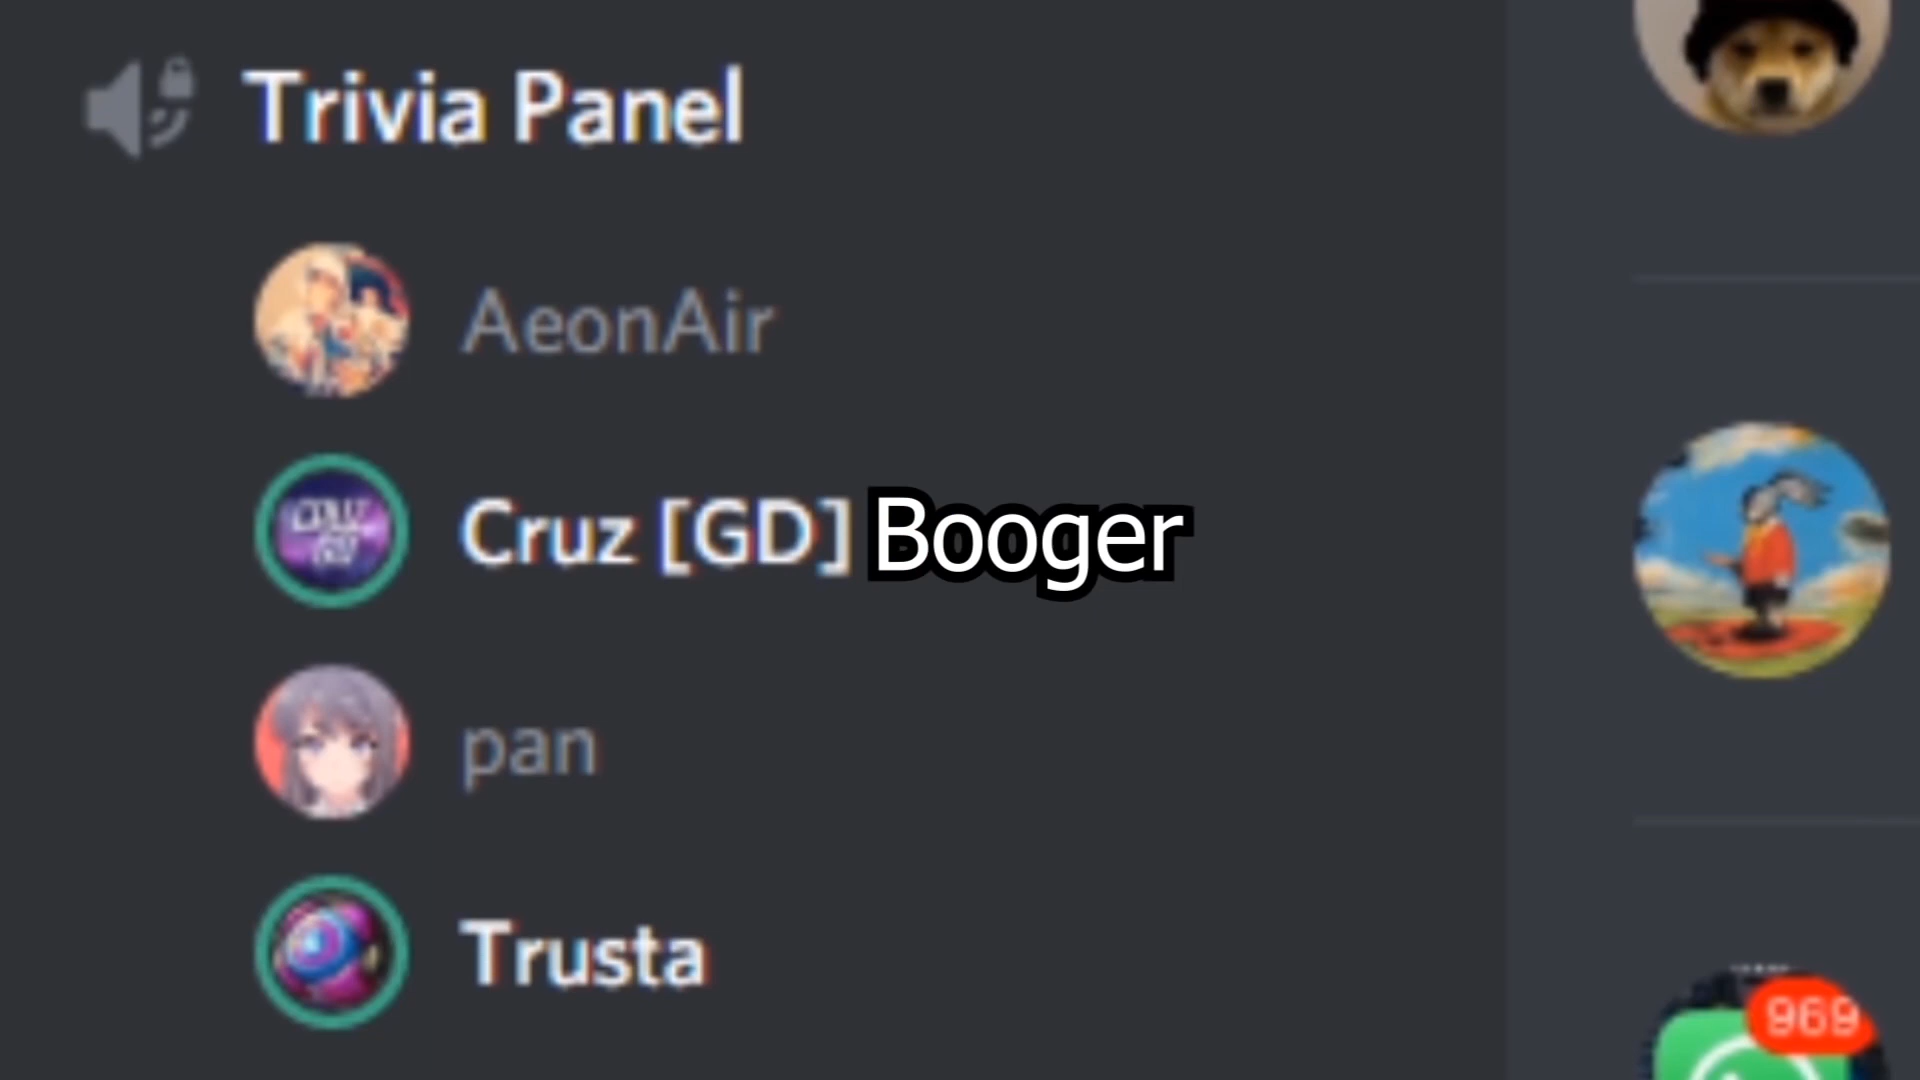 Trivia Panel
AeonAir
Cruz [GD] Booger
pan
Trusta
969